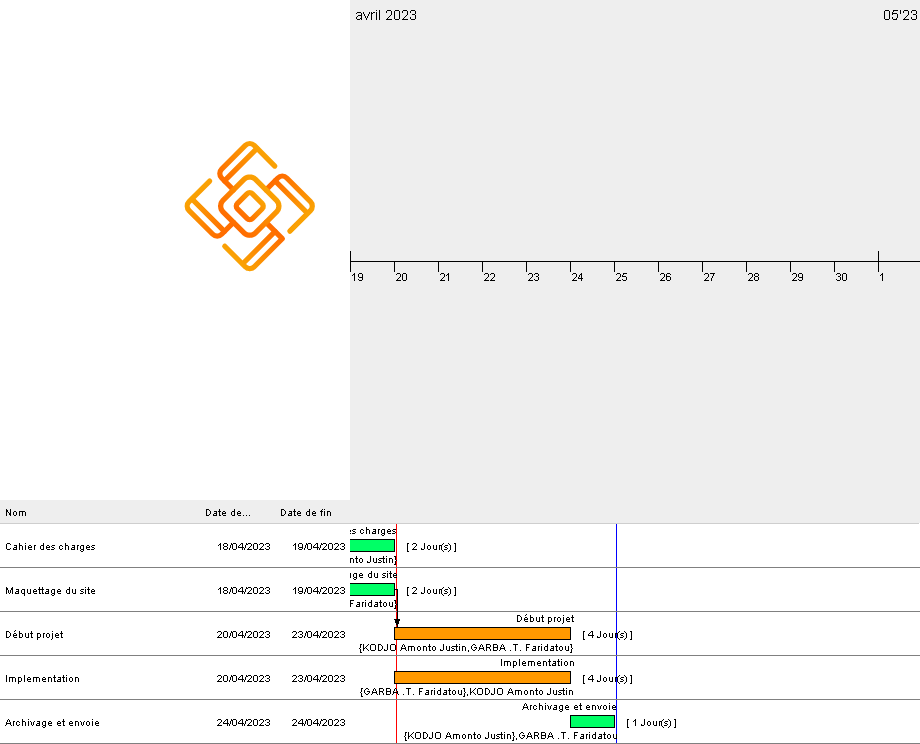 avril 2023 05'23
19 20 21 22 23 24 25 26 27 28 29 30 1
Nom Date de... Date de fin
es charges
Cahier des charges 18/04/2023 19/04/2023 [ 2 Jour(s) ]
nto Justin}
age du site
Maquettage du site 18/04/2023 19/04/2023 [ 2 Jour(s) ]
Faridatou}
Début projet
Début projet 20/04/2023 23/04/2023 [ 4 Jour(s) ]
{KODJO Amonto Justin,GARBA .T. Faridatou}
Implementation
Implementation 20/04/2023 23/04/2023 [ 4 Jour(s) ]
{GARBA .T. Faridatou},KODJO Amonto Justin
Archivage et envoie
Archivage et envoie 24/04/2023 24/04/2023 [ 1 Jour(s) ]
{KODJO Amonto Justin},GARBA .T. Faridatou